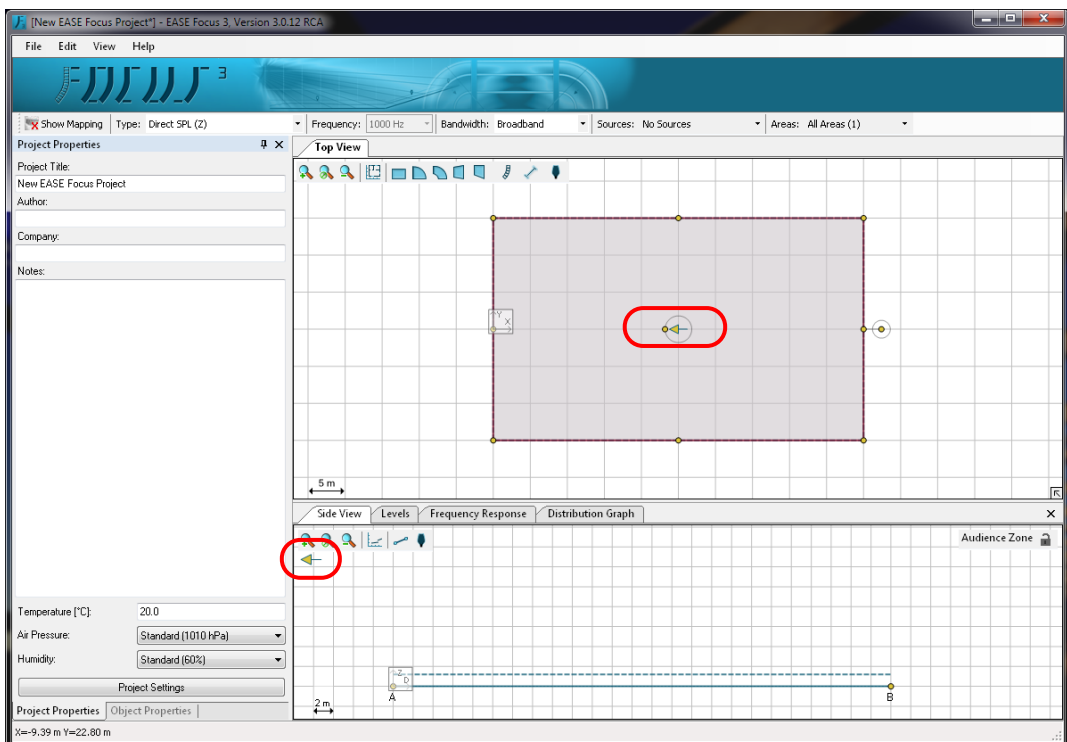 [New EASE Focus Project*] - EASE Focus 3, Version 3.0.12 RCA
File Edit View Help
FOCUS 3
Show Mapping Type: Direct SPL (Z) Frequency: 1000 Hz Bandwidth: Broadband Sources: No Sources Areas: All Areas (1)
Project Properties
Top View
Project Title:
New EASE Focus Project
Author:
Company:
Notes:
Y
X
5 m
Side View Levels Frequency Response Distribution Graph
Audience Zone
Temperature [°C]: 20.0
Air Pressure: Standard (1010 hPa)
Humidity: Standard (60%)
Project Settings
Z
D
A
B
2 m
Project Properties Object Properties
X=-9.39 m Y=22.80 m